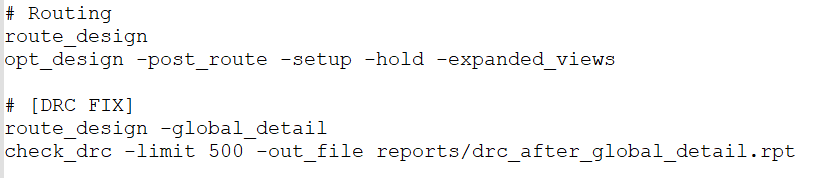 # Routing
route_design
opt_design -post_route -setup -hold -expanded_views
# [DRC FIX]
route_design -global_detail
check_drc -limit 500 -out_file reports/drc_after_global_detail.rpt